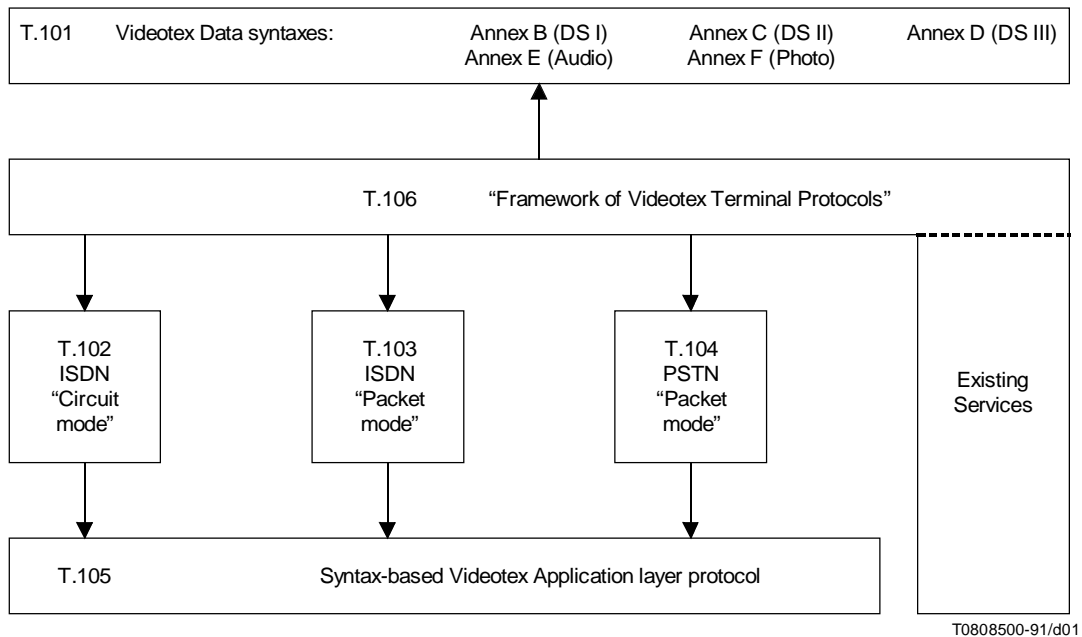 T.101 Videotex Data syntaxes: Annex B (DS I) Annex C (DS II) Annex D (DS III)
Annex E (Audio) Annex F (Photo)
T.106 “Framework of Videotex Terminal Protocols”
T.102
ISDN
“Circuit
mode”
T.103
ISDN
“Packet
mode”
T.104
PSTN
“Packet
mode”
Existing
Services
T.105 Syntax-based Videotex Application layer protocol
T0808500-91/d01